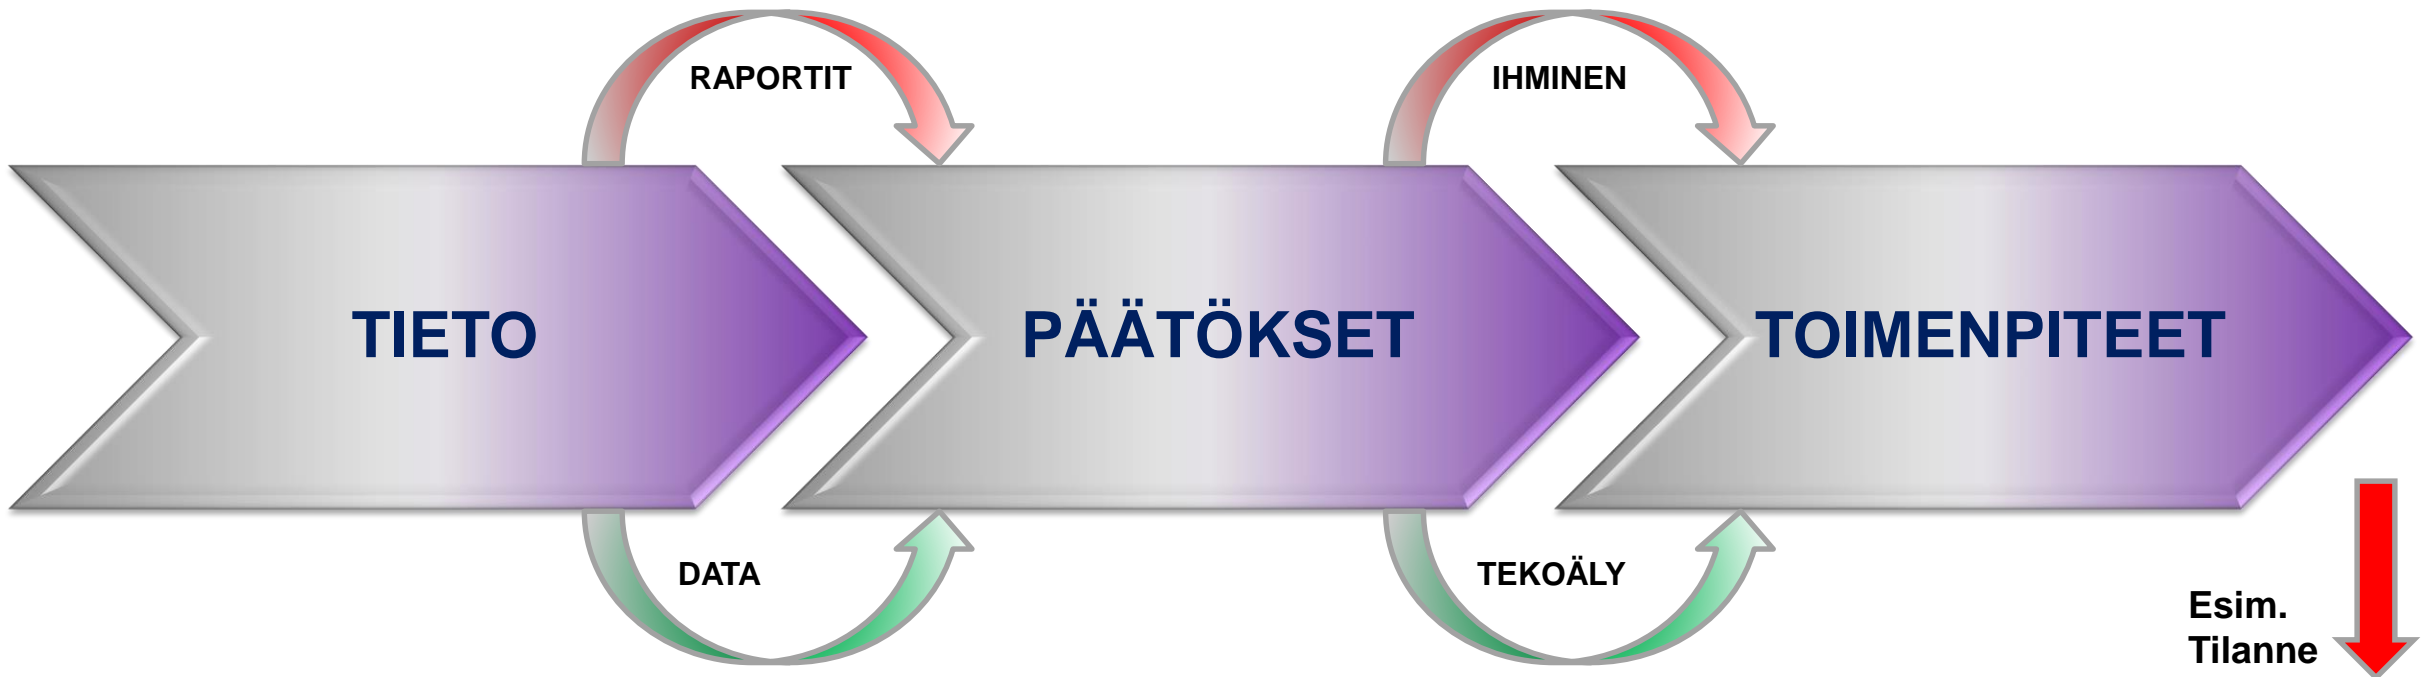 RAPORTIT
IHMINEN
TIETO
PÄÄTÖKSET
TOIMENPITEET
DATA
TEKOÄLY
Esim.
Tilanne